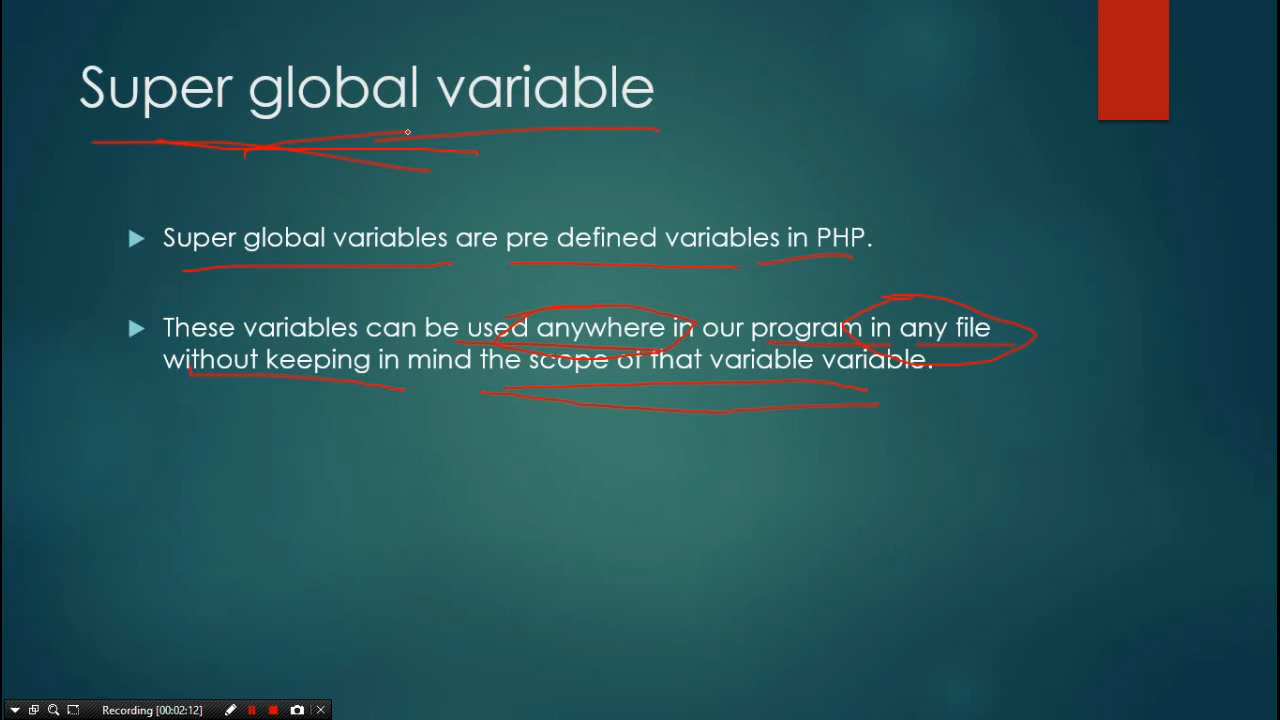 Super global variable
Super global variables are pre defined variables in PHP.
These variables can be used anywhere in our program in any file
without keeping in mind the scope of that variable variable.
Recording [00:02:12]